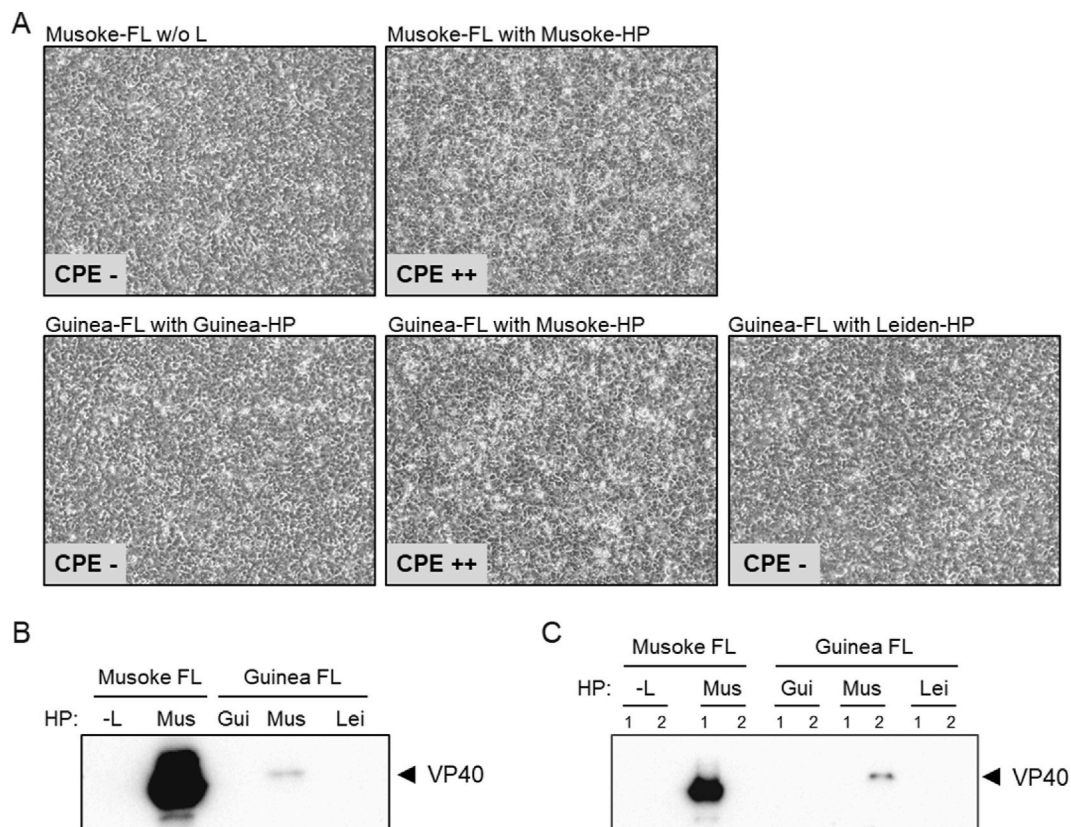 A
Musoke-FL w/o L
Musoke-FL with Musoke-HP
CPE -
CPE ++
Guinea-FL with Guinea-HP
Guinea-FL with Musoke-HP
Guinea-FL with Leiden-HP
CPE -
CPE ++
CPE -
B
Musoke FL Guinea FL
HP: -L Mus Gui Mus Lei
◄ VP40
C
Musoke FL Guinea FL
HP: -L Mus Gui Mus Lei
1 2 1 2 1 2 1 2 1 2
◄ VP40